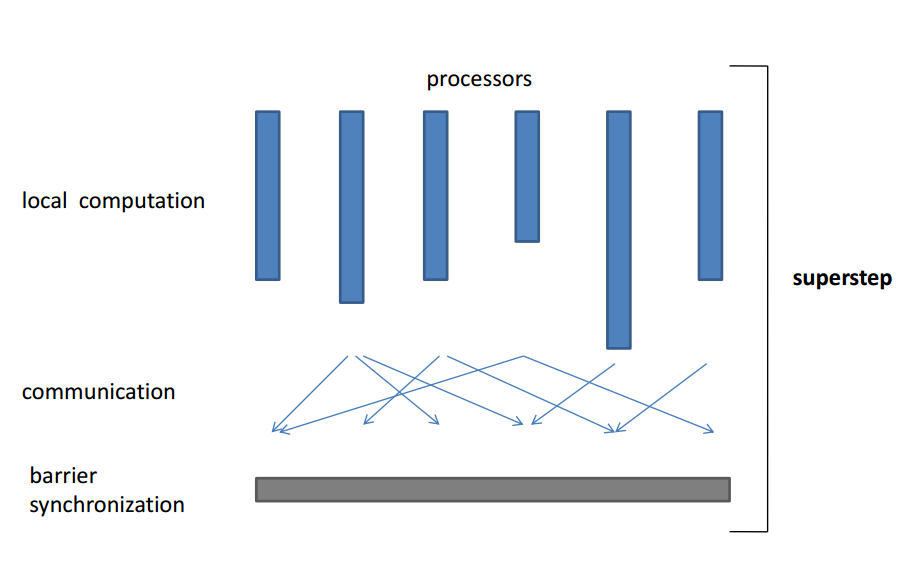 processors
local  computation
superstep
communication
barrier
synchronization